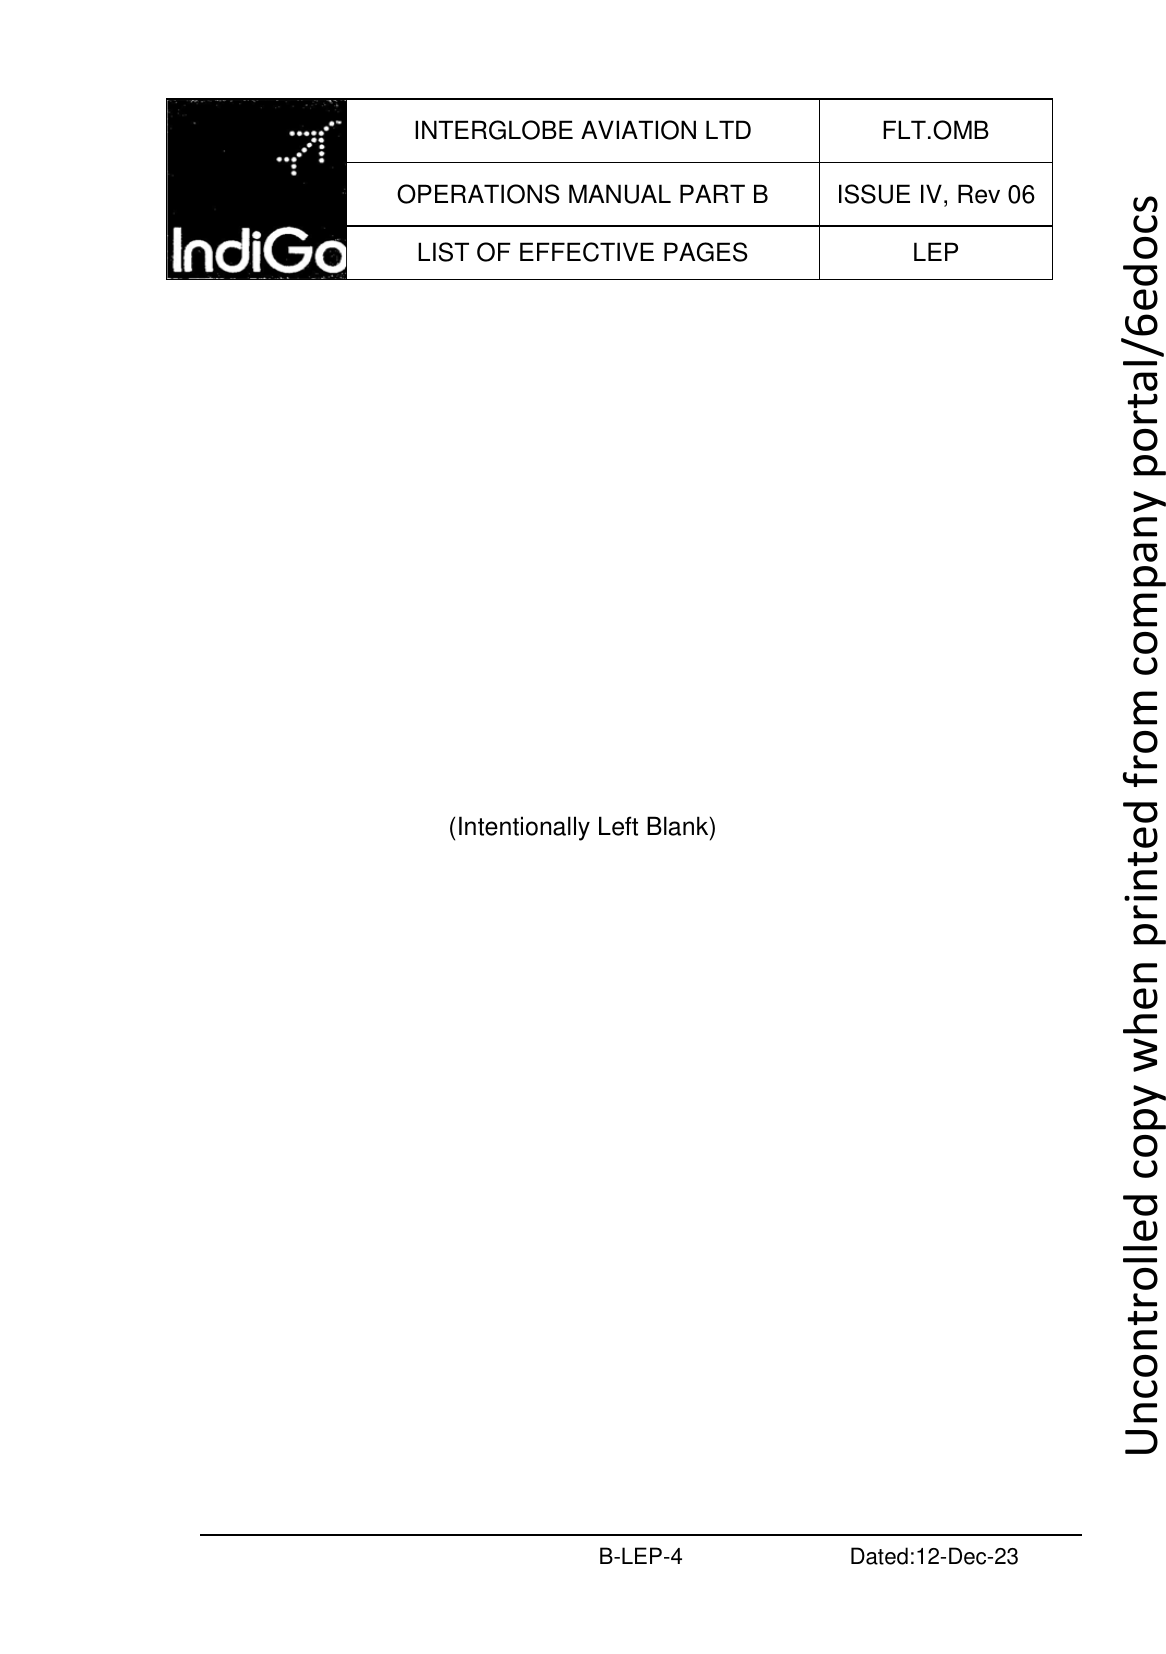 IndiGo
INTERGLOBE AVIATION LTD
FLT.OMB
OPERATIONS MANUAL PART B
ISSUE IV, Rev 06
LIST OF EFFECTIVE PAGES
LEP
(Intentionally Left Blank)
B-LEP-4
Dated:12-Dec-23
Uncontrolled copy when printed from company portal/6edocs